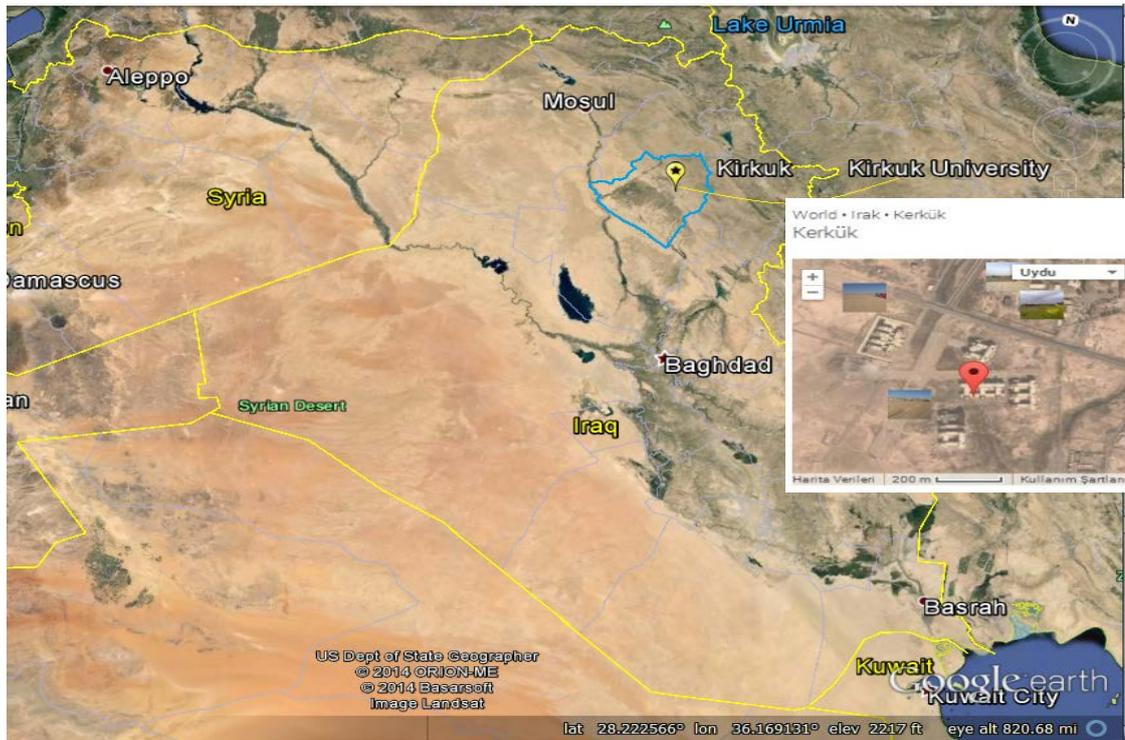 N
Lake Urmia
Aleppo
Mosul
Kirkuk
Kirkuk University
Syria
World • Irak • Kerkük
Kerkük
Uydu
+
−
Damascus
Baghdad
Syrian Desert
Iraq
Harita Verileri
200 m
Kullanım Şartları
Basrah
US Dept of State Geographer
© 2014 ORION-ME
© 2014 Basarsoft
Image Landsat
Kuwait
Google earth
Kuwait City
lat 28.222566° lon 36.169131° elev 2217 ft eye alt 820.68 mi